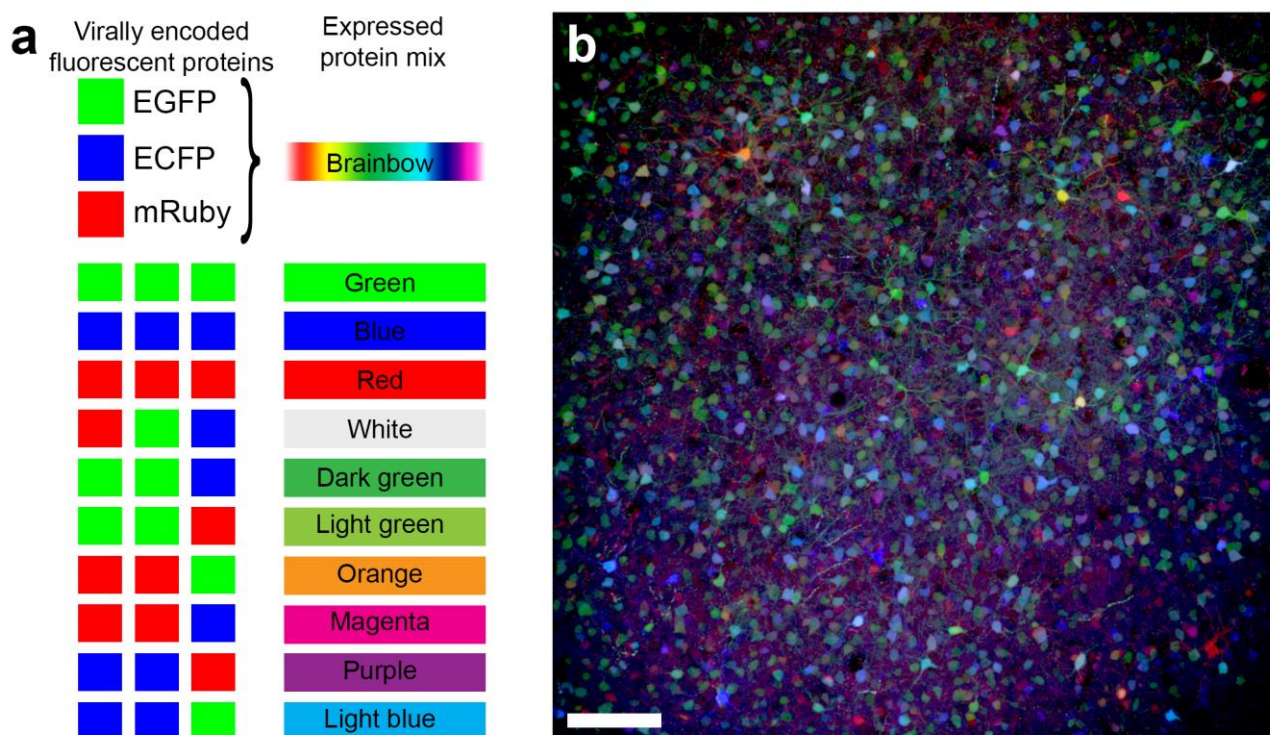 a
Virally encoded
fluorescent proteins
Expressed
protein mix
EGFP
ECFP
mRuby
Brainbow
Green
Blue
Red
White
Dark green
Light green
Orange
Magenta
Purple
Light blue
b